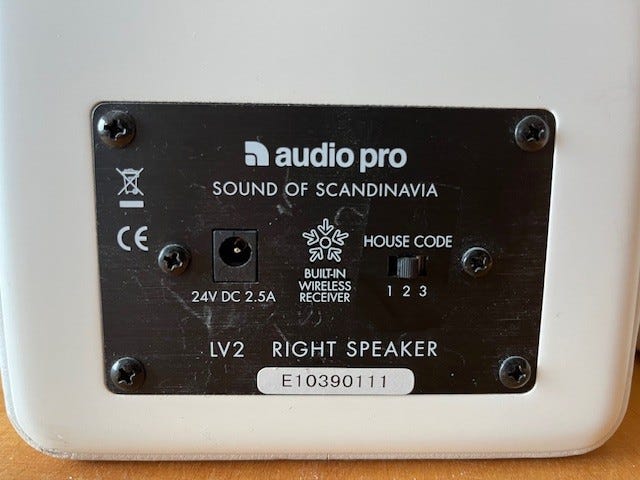 audio pro
SOUND OF SCANDINAVIA
CE
24V DC 2.5A
BUILT-IN
WIRELESS
RECEIVER
HOUSE CODE
1 2 3
LV2 RIGHT SPEAKER
E10390111